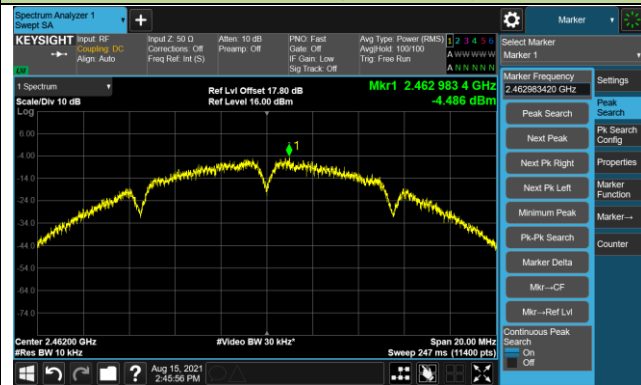 Spectrum Analyzer 1
Swept SA
Marker
KEYSIGHT
Input: RF
Coupling: DC
Align: Auto
Input Z: 50 Ω
Corrections: Off
Freq Ref: Int (S)
Atten: 10 dB
Preamp: Off
PNO: Fast
Gate: Off
IF Gain: Low
Sig Track: Off
Avg Type: Power (RMS)
Avg|Hold: 100/100
Trig: Free Run
1 2 3 4 5 6
A W W W W W
A N N N N N
Select Marker
Marker 1
1 Spectrum
Scale/Div 10 dB
Log
Ref Lvl Offset 17.80 dB
Ref Level 16.00 dBm
Mkr1 2.462 983 4 GHz
-4.486 dBm
6.00
-4.00
-14.0
-24.0
-34.0
-44.0
-54.0
-64.0
-74.0
1
Center 2.46200 GHz
#Res BW 10 kHz
#Video BW 30 kHz*
Span 20.00 MHz
Sweep 247 ms (11400 pts)
Marker Frequency
2.462983420 GHz
Peak Search
Next Peak
Next Pk Right
Next Pk Left
Minimum Peak
Pk-Pk Search
Marker Delta
Mkr→CF
Mkr→Ref Lvl
Continuous Peak
Search
On
Off
Settings
Peak
Search
Pk Search
Config
Properties
Marker
Function
Marker→
Counter
Aug 15, 2021
2:45:56 PM